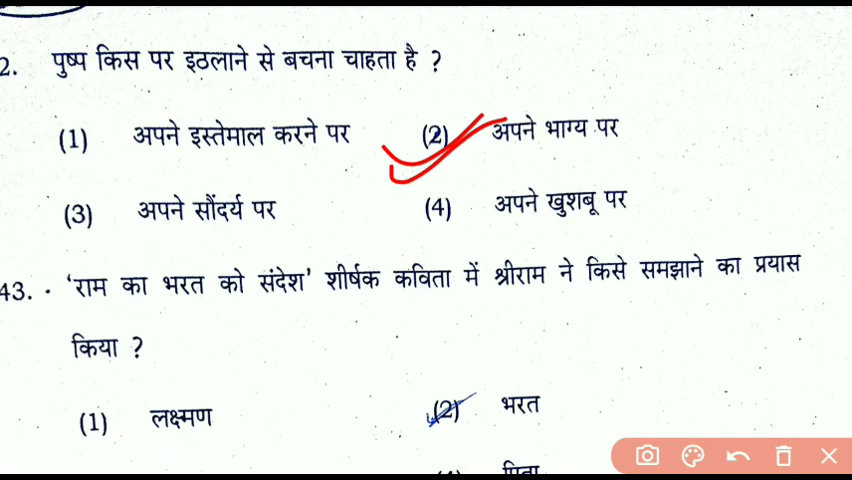 2. पुष्प किस पर इठलाने से बचना चाहता है ?
(1) अपने इस्तेमाल करने पर (2) अपने भाग्य पर
(3) अपने सौंदर्य पर (4) अपने खुशबू पर
43. 'राम का भरत को संदेश' शीर्षक कविता में श्रीराम ने किसे समझाने का प्रयास
किया ?
(1) लक्ष्मण (2) भरत